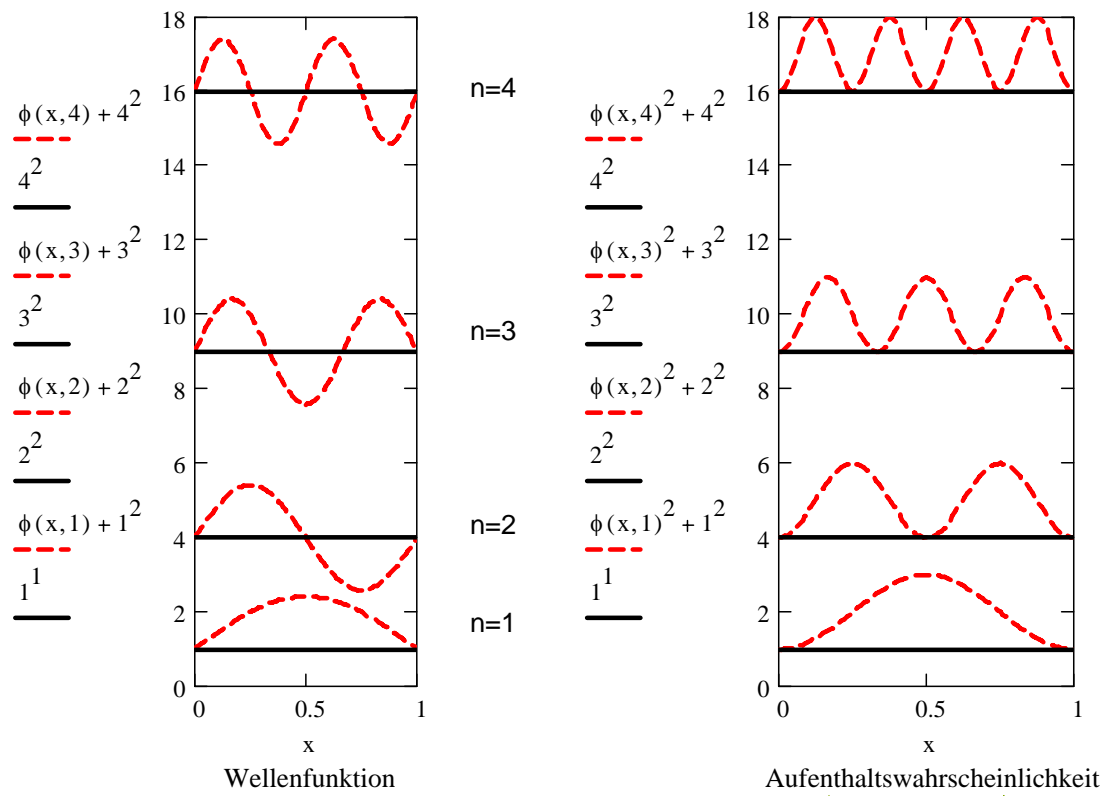 18
16
14
12
10
8
6
4
2
0
ϕ(x,4)+4²
4²
ϕ(x,3)+3²
3²
ϕ(x,2)+2²
2²
ϕ(x,1)+1²
1¹
0 0.5 1
x
Wellenfunktion
n=4
n=3
n=2
n=1
18
16
14
12
10
8
6
4
2
0
ϕ(x,4)²+4²
4²
ϕ(x,3)²+3²
3²
ϕ(x,2)²+2²
2²
ϕ(x,1)²+1²
1¹
0 0.5 1
x
Aufenthaltswahrscheinlichkeit